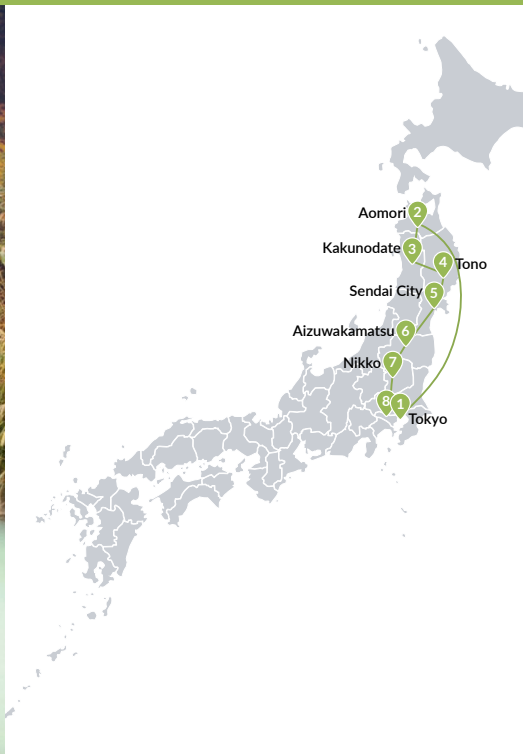 Aomori 2
Kakunodate 3
4 Tono
Sendai City 5
Aizuwakamatsu 6
Nikko 7
8 1
Tokyo